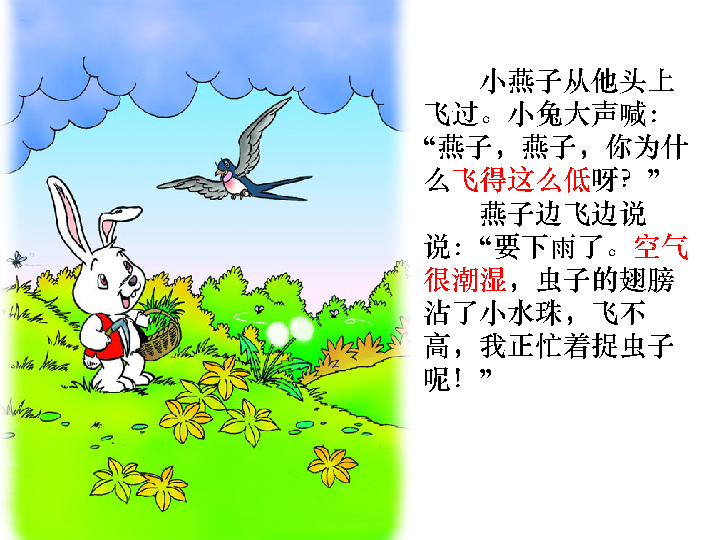 小燕子从他头上
飞过。小兔大声喊：
“燕子，燕子，你为什
么飞得这么低呀？”
燕子边飞边说
说：“要下雨了。空气
很潮湿，虫子的翅膀
沾了小水珠，飞不
高，我正忙着捉虫子
呢！”